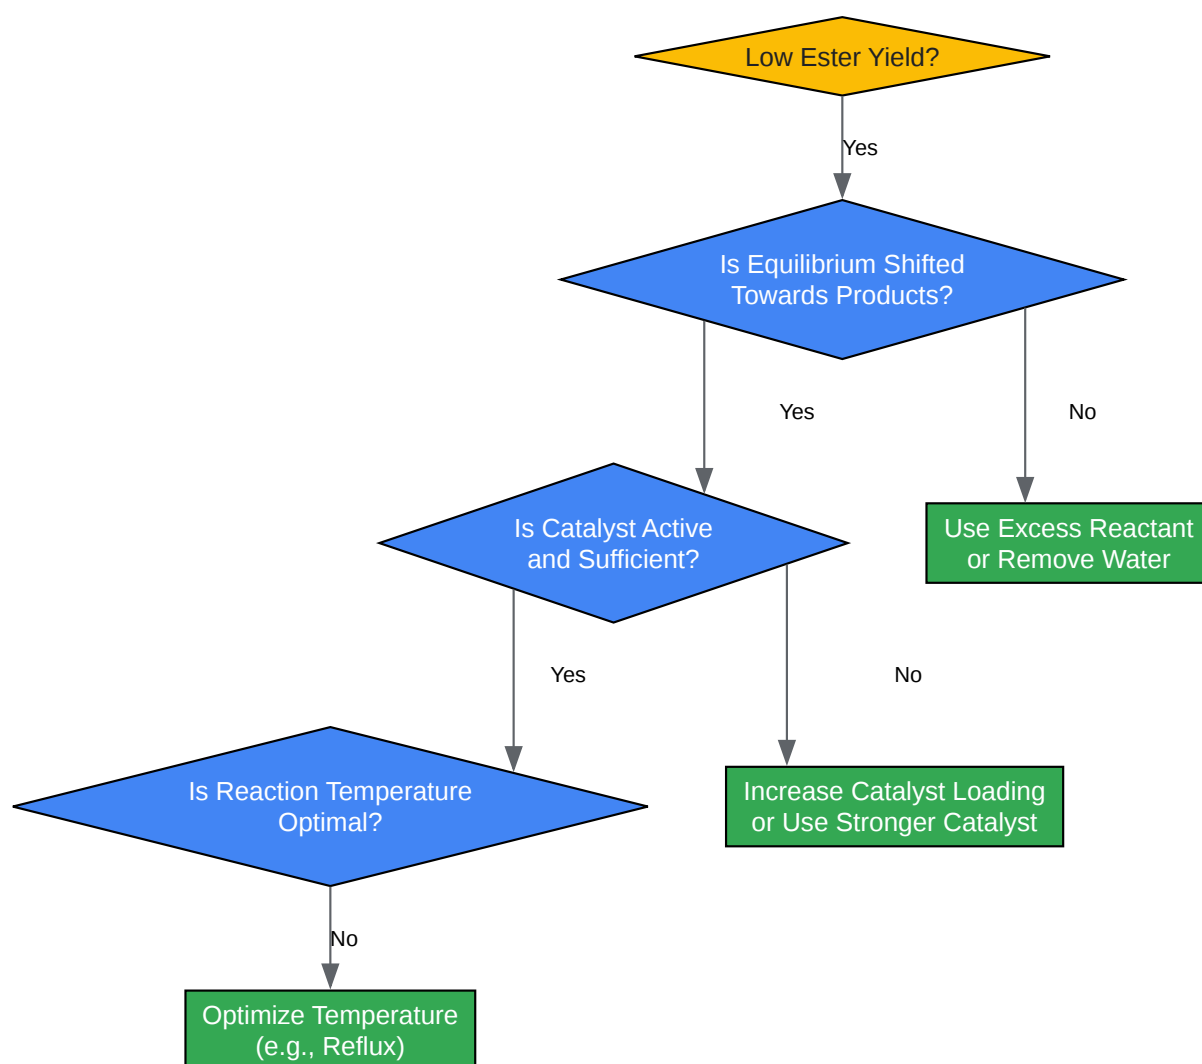 Low Ester Yield?
Yes
Is Equilibrium Shifted
Towards Products?
Yes
No
Is Catalyst Active
and Sufficient?
Use Excess Reactant
or Remove Water
Yes
No
Is Reaction Temperature
Optimal?
Increase Catalyst Loading
or Use Stronger Catalyst
No
Optimize Temperature
(e.g., Reflux)